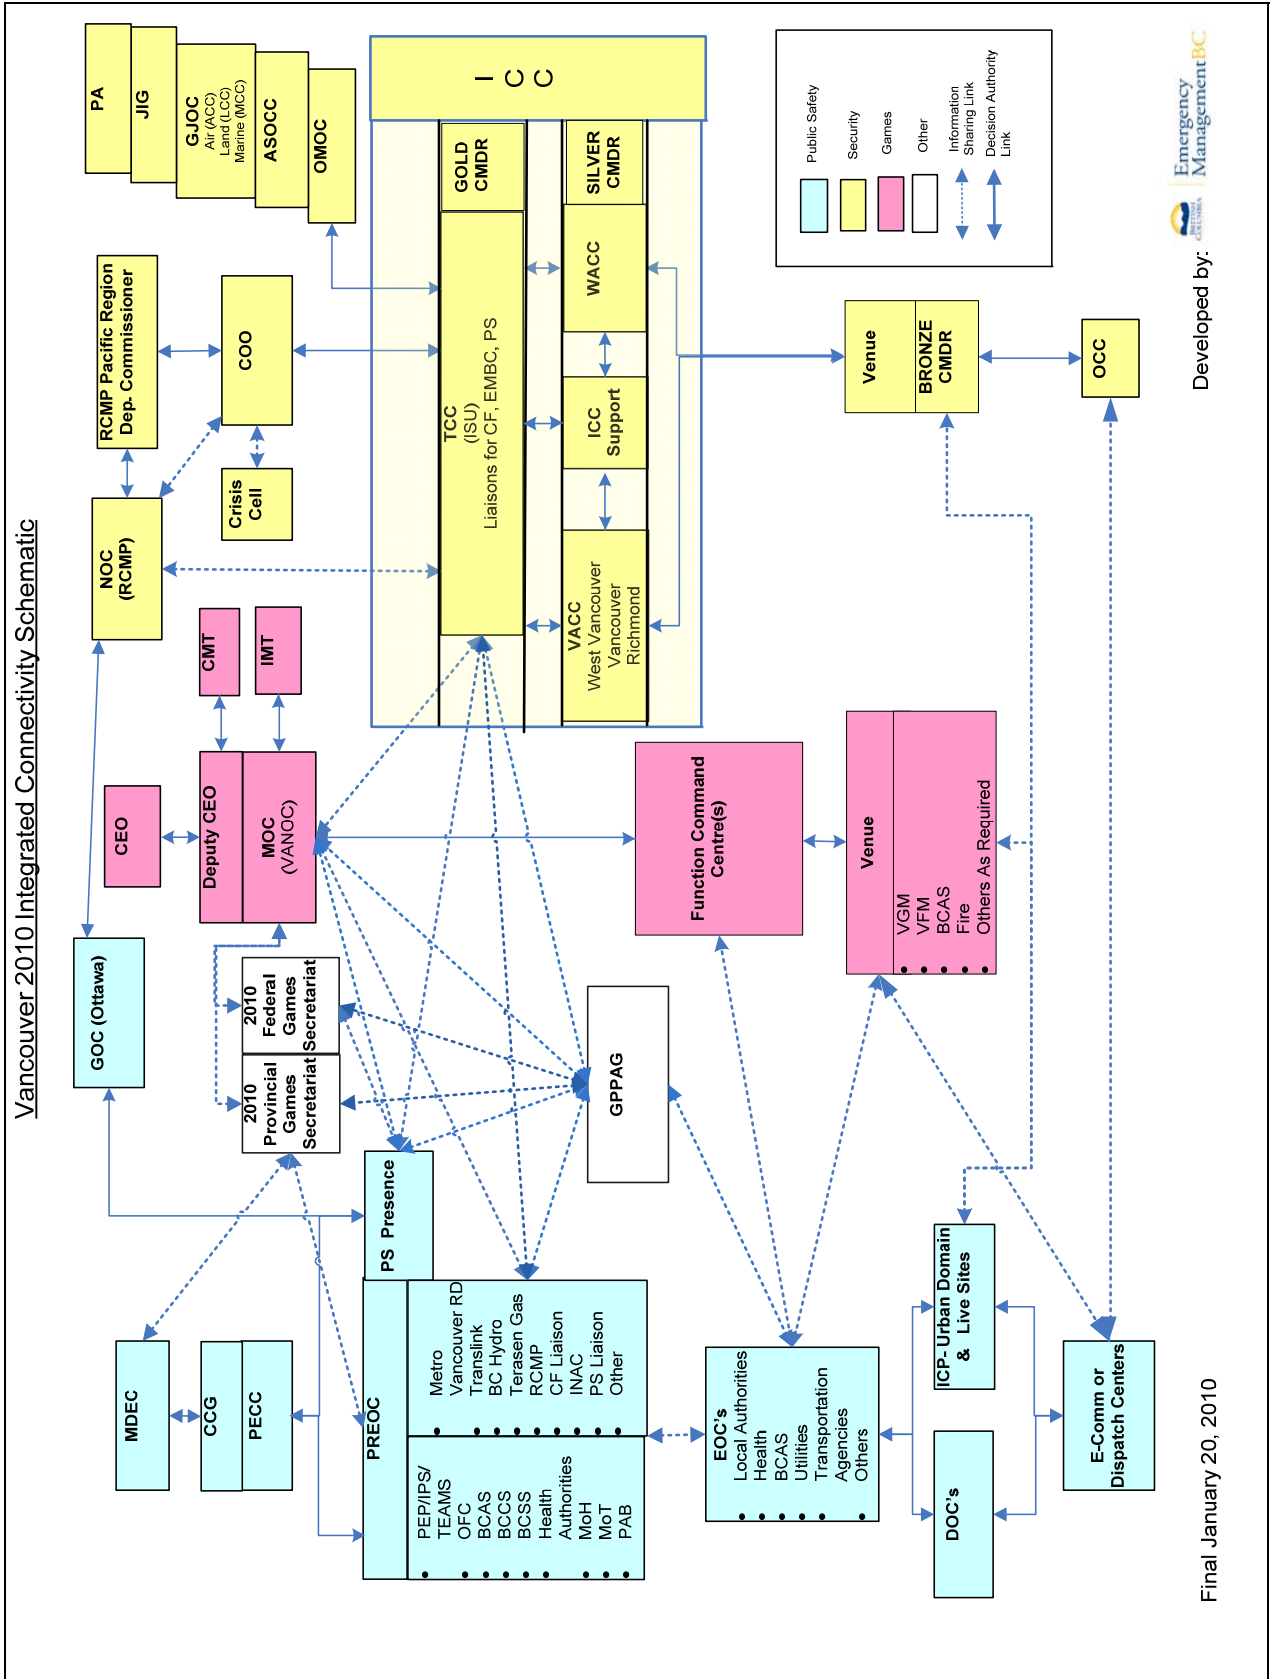 Vancouver 2010 Integrated Connectivity Schematic
MDEC
CCG
PECC
GOC (Ottawa)
CEO
Deputy CEO
MOC
(VANOC)
CMT
IMT
NOC
(RCMP)
RCMP Pacific Region
Dep. Commissioner
Crisis
Cell
COO
PA
JIG
GJOC
Air (ACC)
Land (LCC)
Marine (MCC)
ASOCC
OMOC
2010
Provincial
Games
Secretariat
2010
Federal
Games
Secretariat
PS Presence
PREOC
PEP/IPS/
TEAMS
OFC
BCAS
BCCS
BCSS
Health
Authorities
MoH
MoT
PAB
Metro
Vancouver RD
Translink
BC Hydro
Terasen Gas
RCMP
CF Liaison
INAC
PS Liaison
Other
GPPAG
I
C
C
TCC
(ISU)
Liaisons for CF, EMBC, PS
GOLD
CMDR
VACC
West Vancouver
Vancouver
Richmond
ICC
Support
WACC
SILVER
CMDR
EOC's
Local Authorities
Health
BCAS
Utilities
Transportation
Agencies
Others
Function Command
Centre(s)
Venue
VGM
VFM
BCAS
Fire
Others As Required
Venue
BRONZE
CMDR
OCC
DOC's
ICP- Urban Domain
& Live Sites
E-Comm or
Dispatch Centers
Public Safety
Security
Games
Other
Information
Sharing Link
Decision Authority
Link
Final January 20, 2010
Developed by:
BRITISH
COLUMBIA
Emergency
ManagementBC